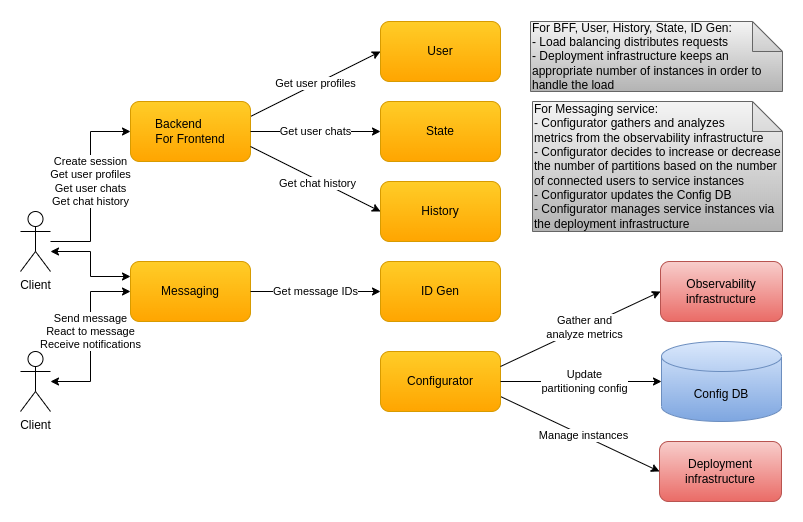 User
For BFF, User, History, State, ID Gen:
- Load balancing distributes requests
- Deployment infrastructure keeps an
appropriate number of instances in order to
handle the load
Get user profiles
Backend
For Frontend
Get user chats
State
For Messaging service:
- Configurator gathers and analyzes
metrics from the observability infrastructure
- Configurator decides to increase or decrease
the number of partitions based on the number
of connected users to service instances
- Configurator updates the Config DB
- Configurator manages service instances via
the deployment infrastructure
Create session
Get user profiles
Get user chats
Get chat history
Get chat history
History
Client
Messaging
Get message IDs
ID Gen
Observability
infrastructure
Send message
React to message
Receive notifications
Gather and
analyze metrics
Client
Configurator
Update
partitioning config
Config DB
Manage instances
Deployment
infrastructure